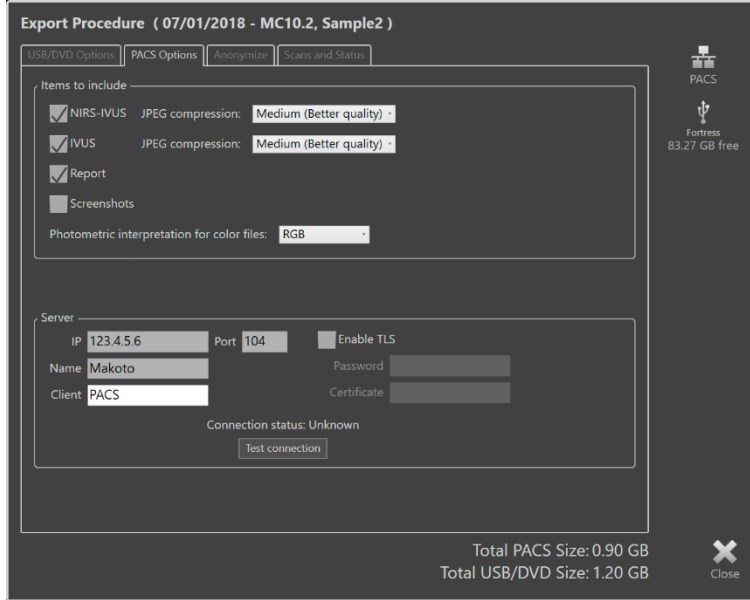 Export Procedure ( 07/01/2018 - MC10.2, Sample2 )
USB/DVD Options PACS Options Anonymize Scans and Status
PACS
Fortress
83.27 GB free
Items to include
NIRS-IVUS JPEG compression: Medium (Better quality)
IVUS JPEG compression: Medium (Better quality)
Report
Screenshots
Photometric interpretation for color files: RGB
Server
IP 123.4.5.6 Port 104 Enable TLS
Name Makoto Password
Client PACS Certificate
Connection status: Unknown
Test connection
Total PACS Size: 0.90 GB
Total USB/DVD Size: 1.20 GB
Close